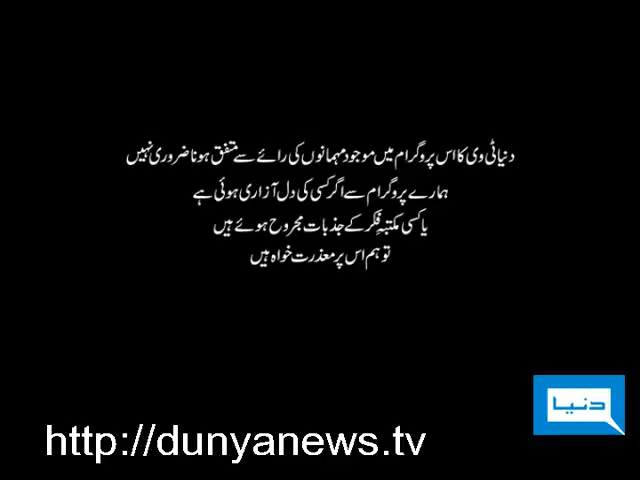 دنیا ٹی وی کا اس پروگرام میں موجود مہمانوں کی رائے سے متفق ہونا ضروری نہیں
ہمارے پروگرام سے اگر کسی کی دل آزاری ہوئی ہے
یا کسی مکتبہِ فکر کے جذبات مجروح ہوئے ہیں
تو ہم اس پر معذرت خواہ ہیں
دنیا
http://dunyanews.tv